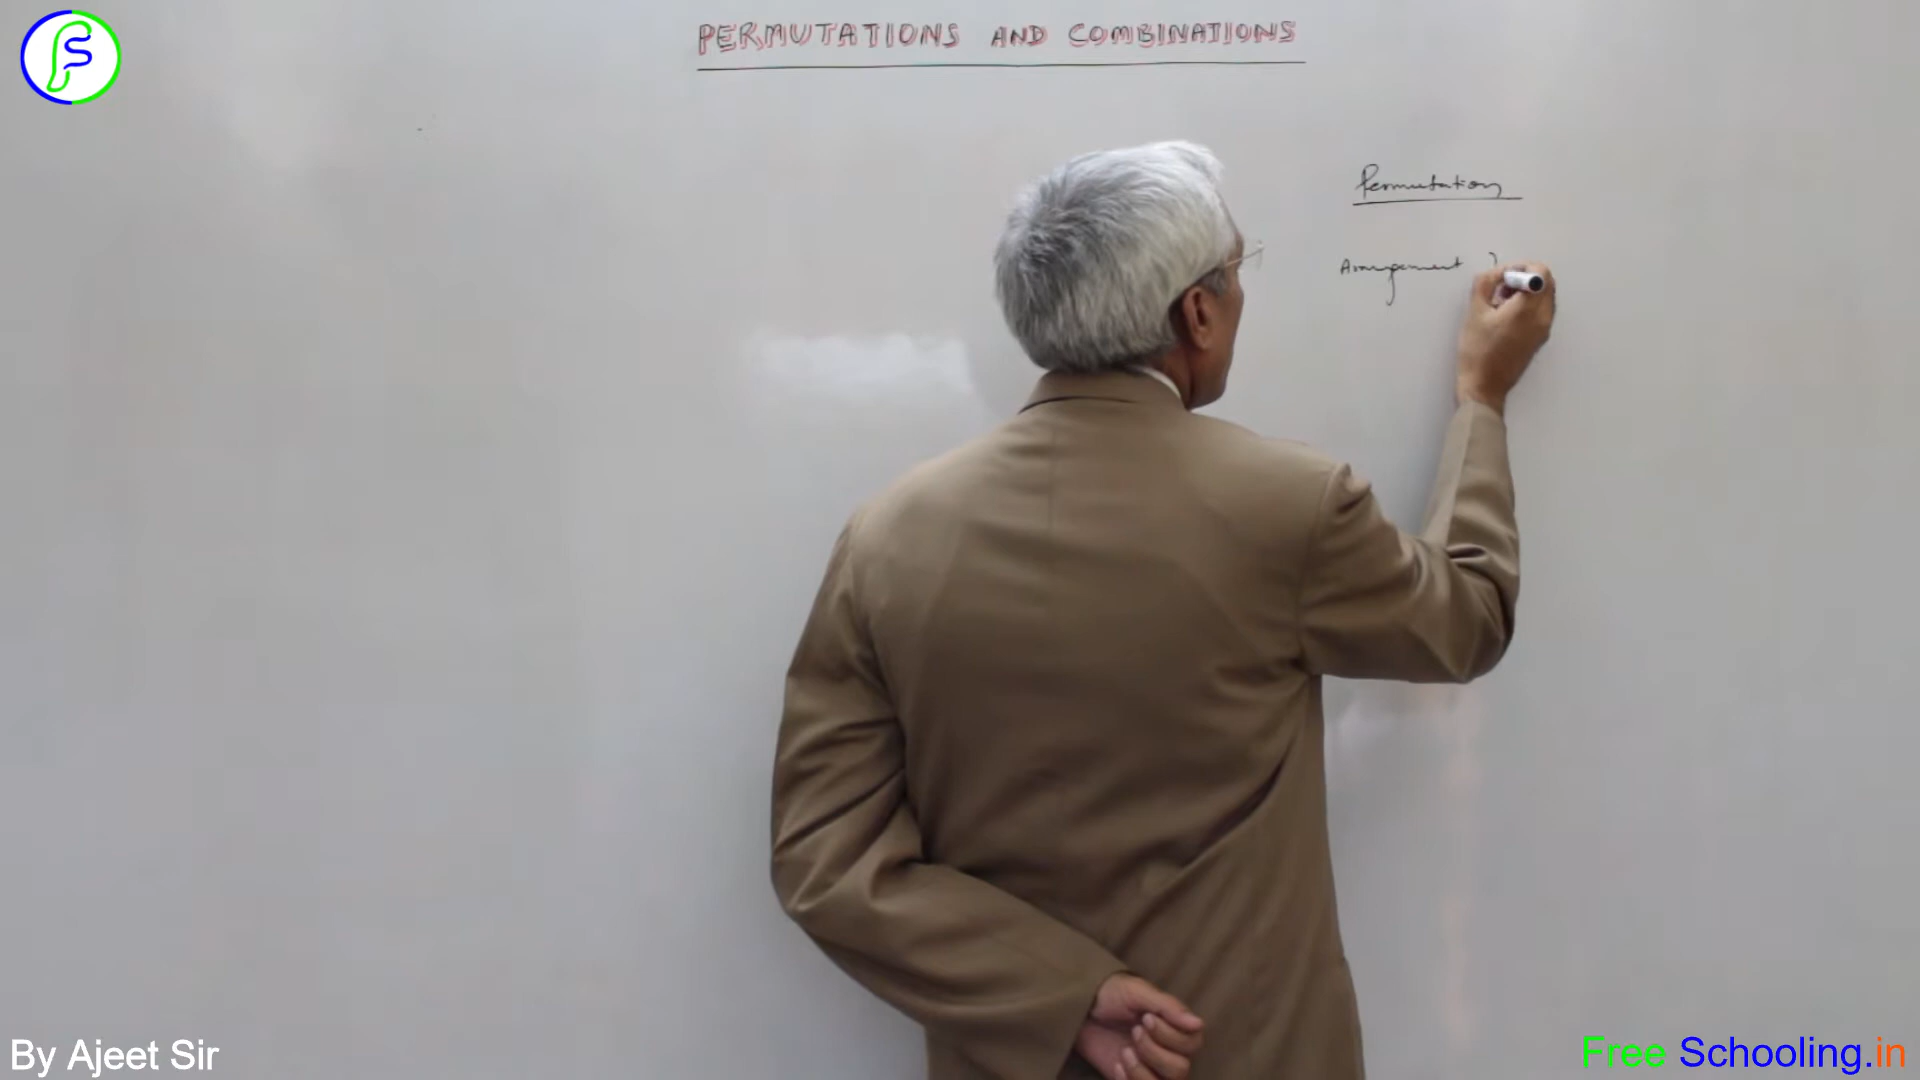 PERMUTATIONS AND COMBINATIONS
Permutation
Arrangement
By Ajeet Sir
Free Schooling.in